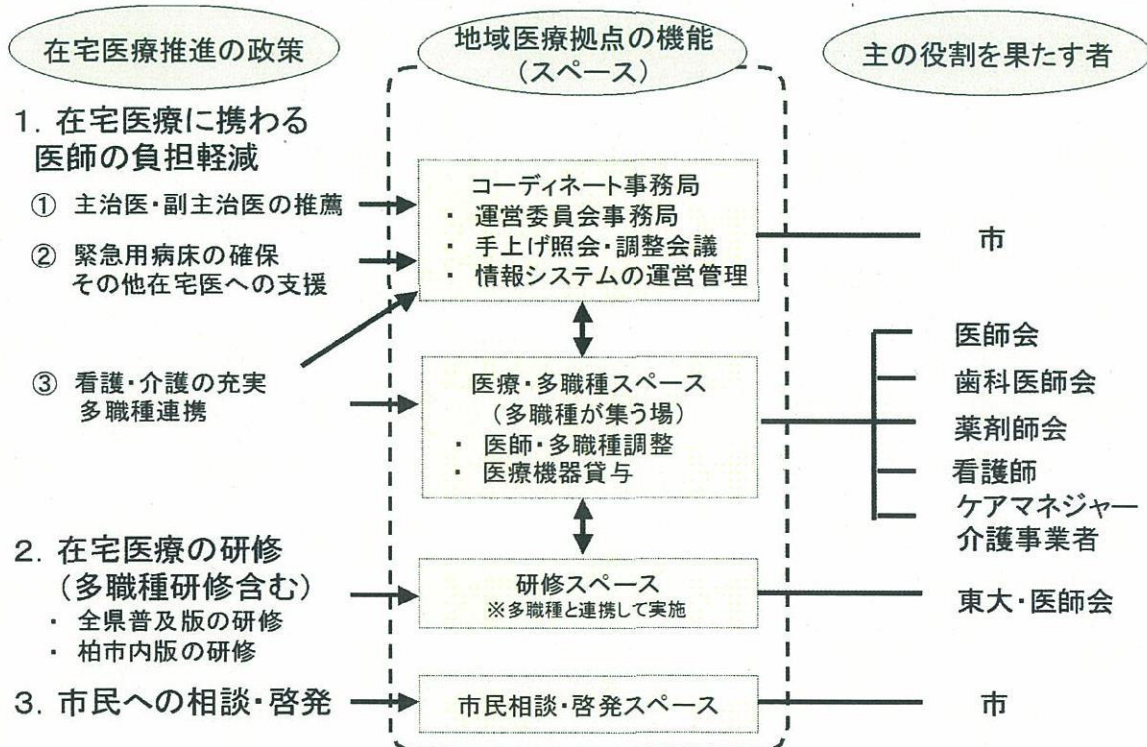 在宅医療推進の政策
地域医療拠点の機能
(スペース)
主の役割を果たす者
1. 在宅医療に携わる
医師の負担軽減
① 主治医・副主治医の推薦
② 緊急用病床の確保
その他在宅医への支援
③ 看護・介護の充実
多職種連携
2. 在宅医療の研修
(多職種研修含む)
・ 全県普及版の研修
・ 柏市内版の研修
3. 市民への相談・啓発
コーディネート事務局
・ 運営委員会事務局
・ 手上げ照会・調整会議
・ 情報システムの運営管理
医療・多職種スペース
(多職種が集う場)
・ 医師・多職種調整
・ 医療機器貸与
研修スペース
※多職種と連携して実施
市民相談・啓発スペース
市
医師会
歯科医師会
薬剤師会
看護師
ケアマネジャー
介護事業者
東大・医師会
市